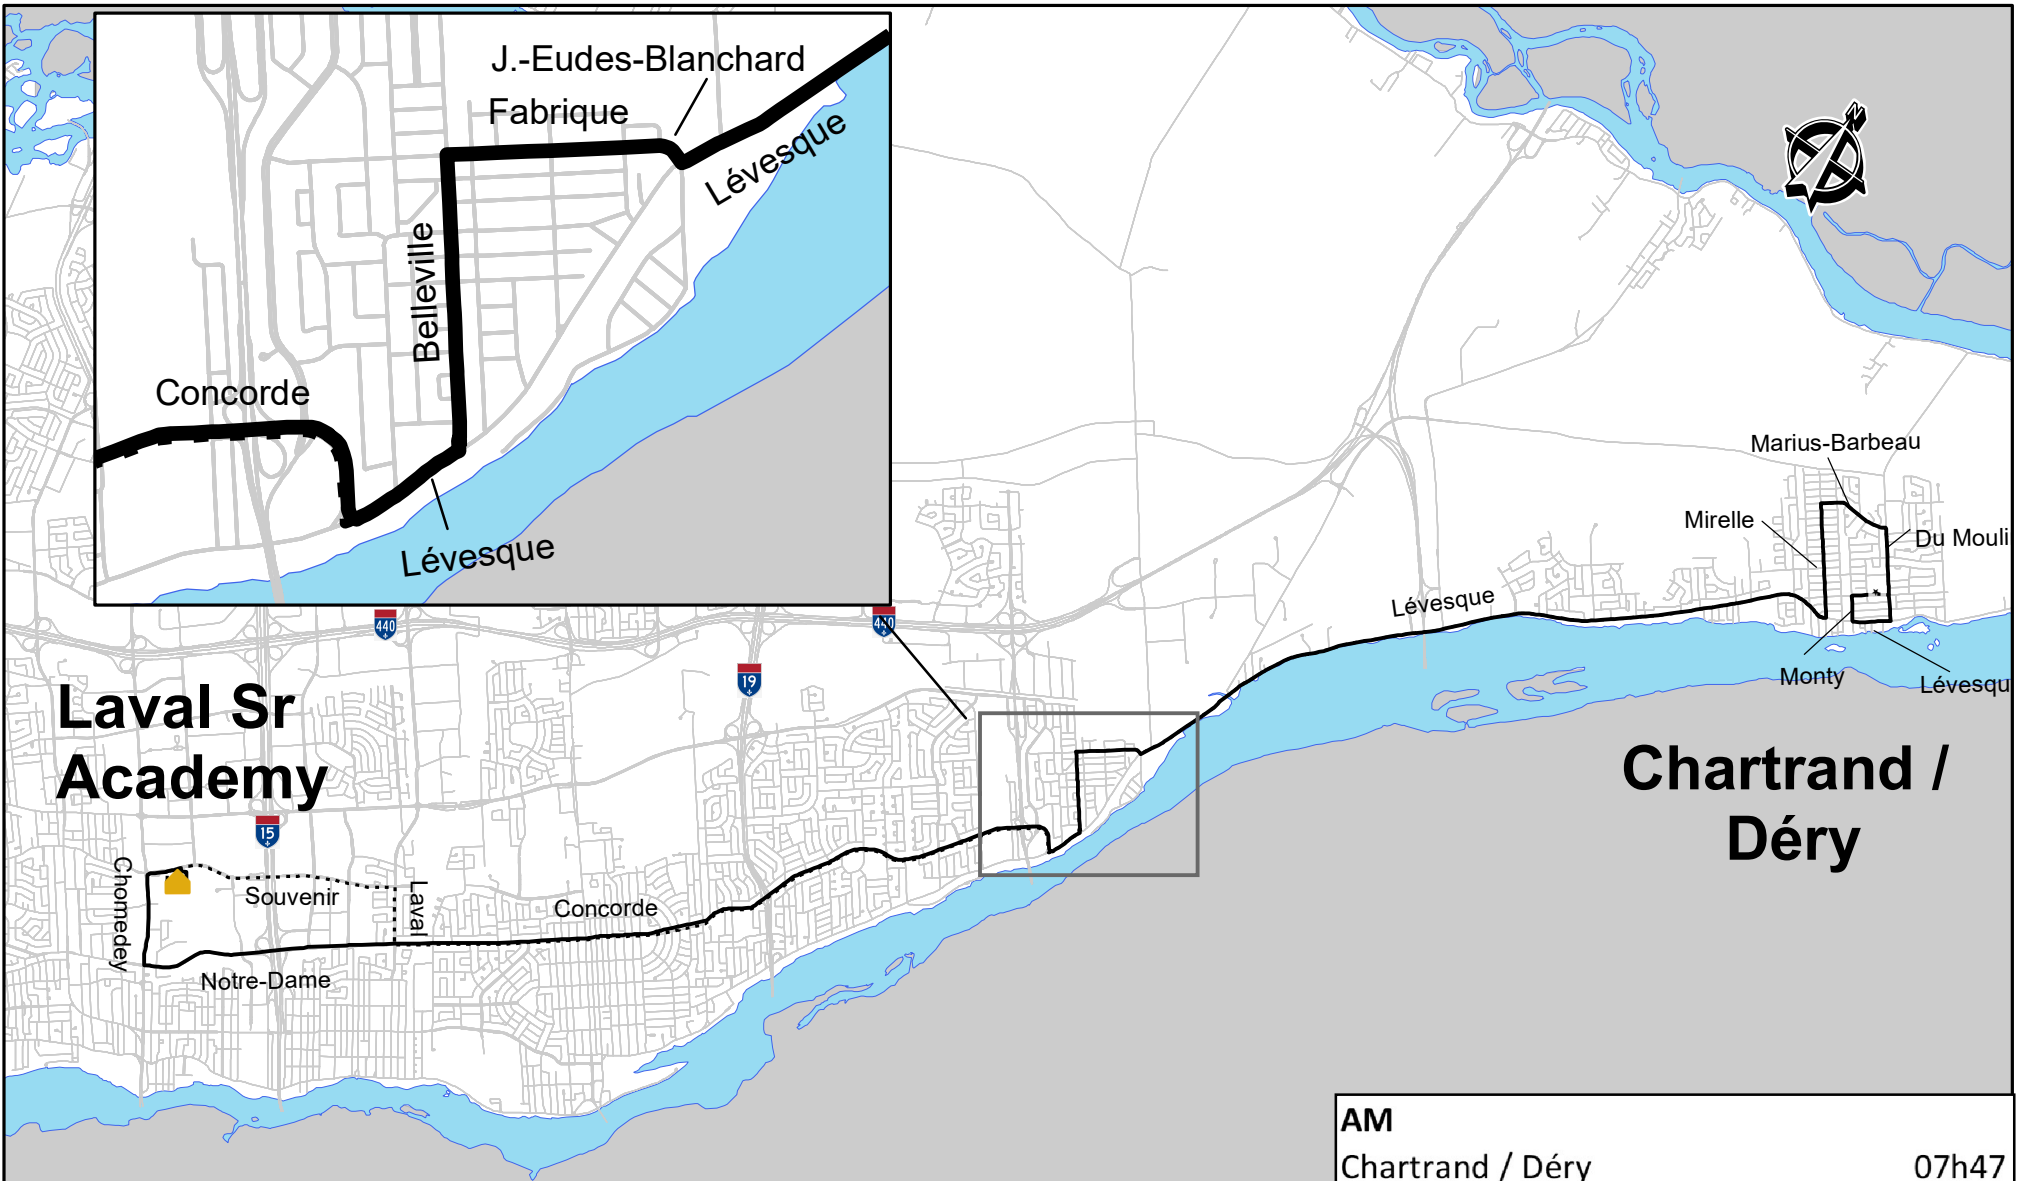 J.-Eudes-Blanchard
Fabrique
Lévesque
Belleville
Concorde
Lévesque
N
Marius-Barbeau
Mirelle
Du Mouli
Lévesque
Monty
Lévesqu
440
440
19
15
Laval Sr
Academy
Chartrand /
Déry
Chomedey
Souvenir
Laval
Concorde
Notre-Dame
AM
Chartrand / Déry 07h47